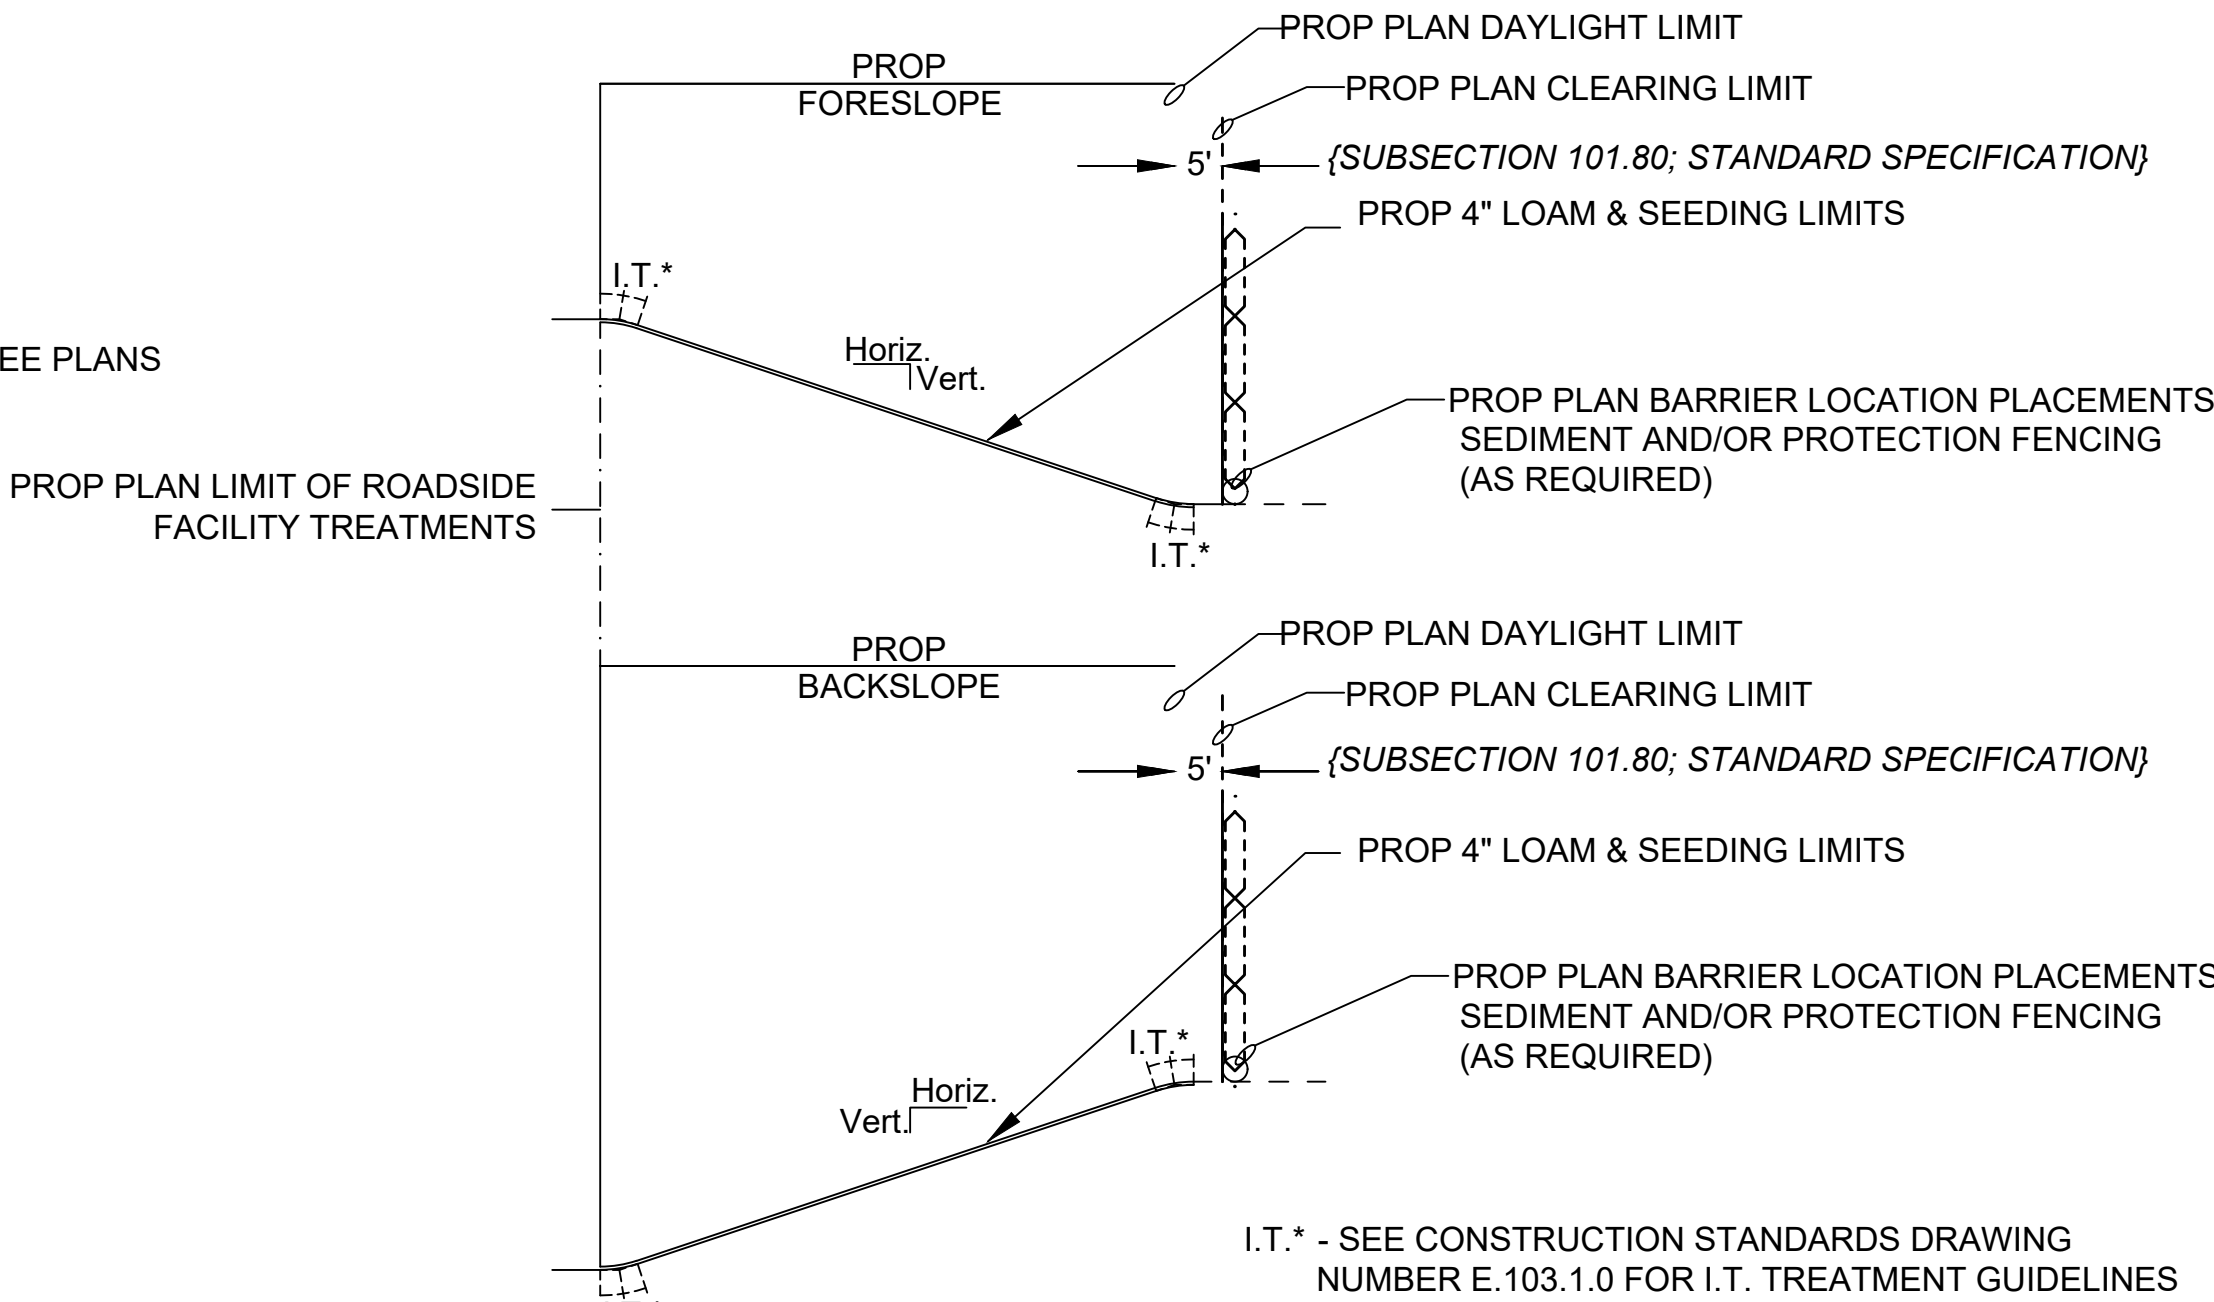 PROP PLAN DAYLIGHT LIMIT
PROP
FORESLOPE
PROP PLAN CLEARING LIMIT
5' {SUBSECTION 101.80; STANDARD SPECIFICATION}
PROP 4" LOAM & SEEDING LIMITS
I.T.*
EE PLANS
Horiz.
Vert.
PROP PLAN BARRIER LOCATION PLACEMENTS
SEDIMENT AND/OR PROTECTION FENCING
(AS REQUIRED)
PROP PLAN LIMIT OF ROADSIDE
FACILITY TREATMENTS
I.T.*
PROP PLAN DAYLIGHT LIMIT
PROP
BACKSLOPE
PROP PLAN CLEARING LIMIT
5' {SUBSECTION 101.80; STANDARD SPECIFICATION}
PROP 4" LOAM & SEEDING LIMITS
PROP PLAN BARRIER LOCATION PLACEMENTS
SEDIMENT AND/OR PROTECTION FENCING
(AS REQUIRED)
I.T.*
Horiz.
Vert.
I.T.* - SEE CONSTRUCTION STANDARDS DRAWING
NUMBER E.103.1.0 FOR I.T. TREATMENT GUIDELINES